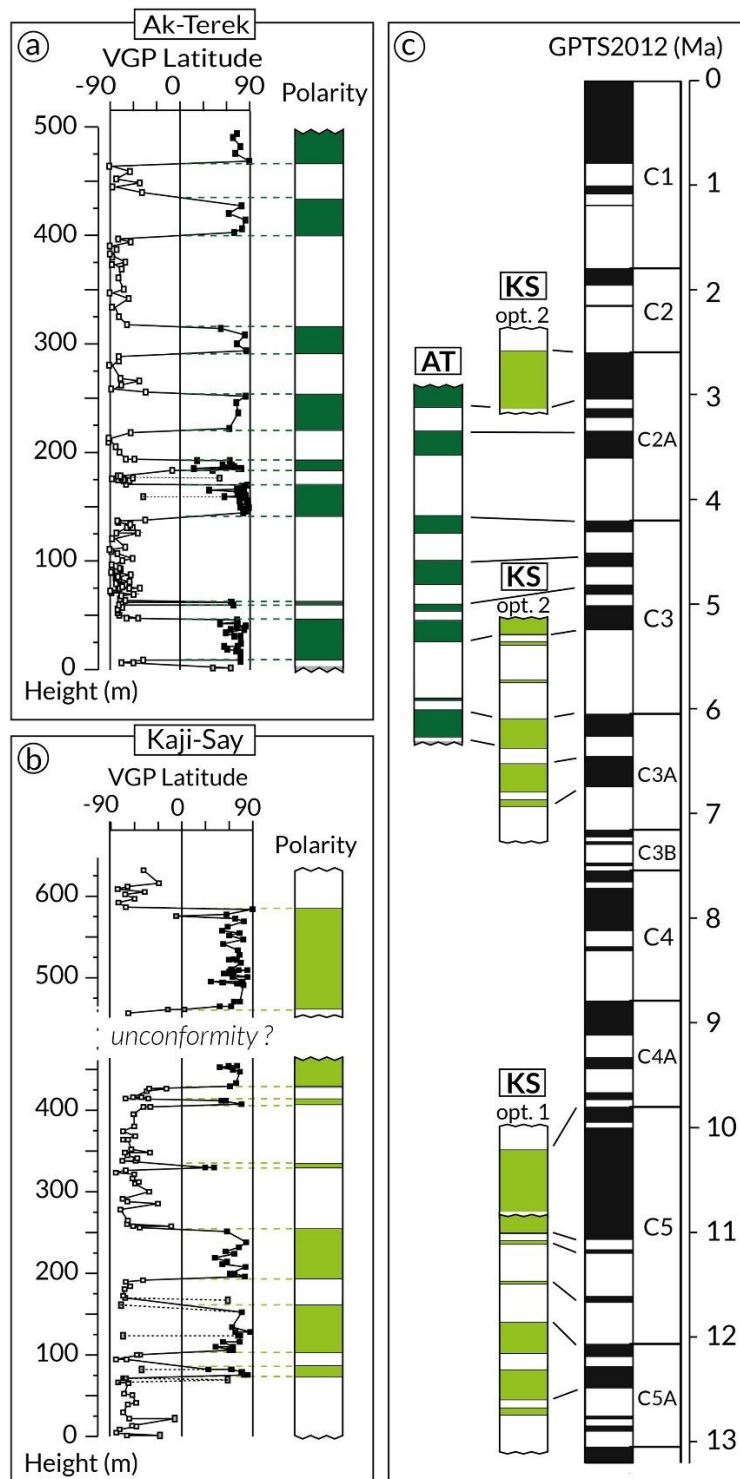 Ak-Terek
a
VGP Latitude
-90 0 90
Polarity
500
400
300
200
100
0
Height (m)
Kaji-Say
b
VGP Latitude
-90 0 90
Polarity
600
500
unconformity ?
400
300
200
100
0
Height (m)
c
GPTS2012 (Ma)
KS
opt. 2
AT
KS
opt. 2
KS
opt. 1
C1
C2
C2A
C3
C3A
C3B
C4
C4A
C5
C5A
0
1
2
3
4
5
6
7
8
9
10
11
12
13